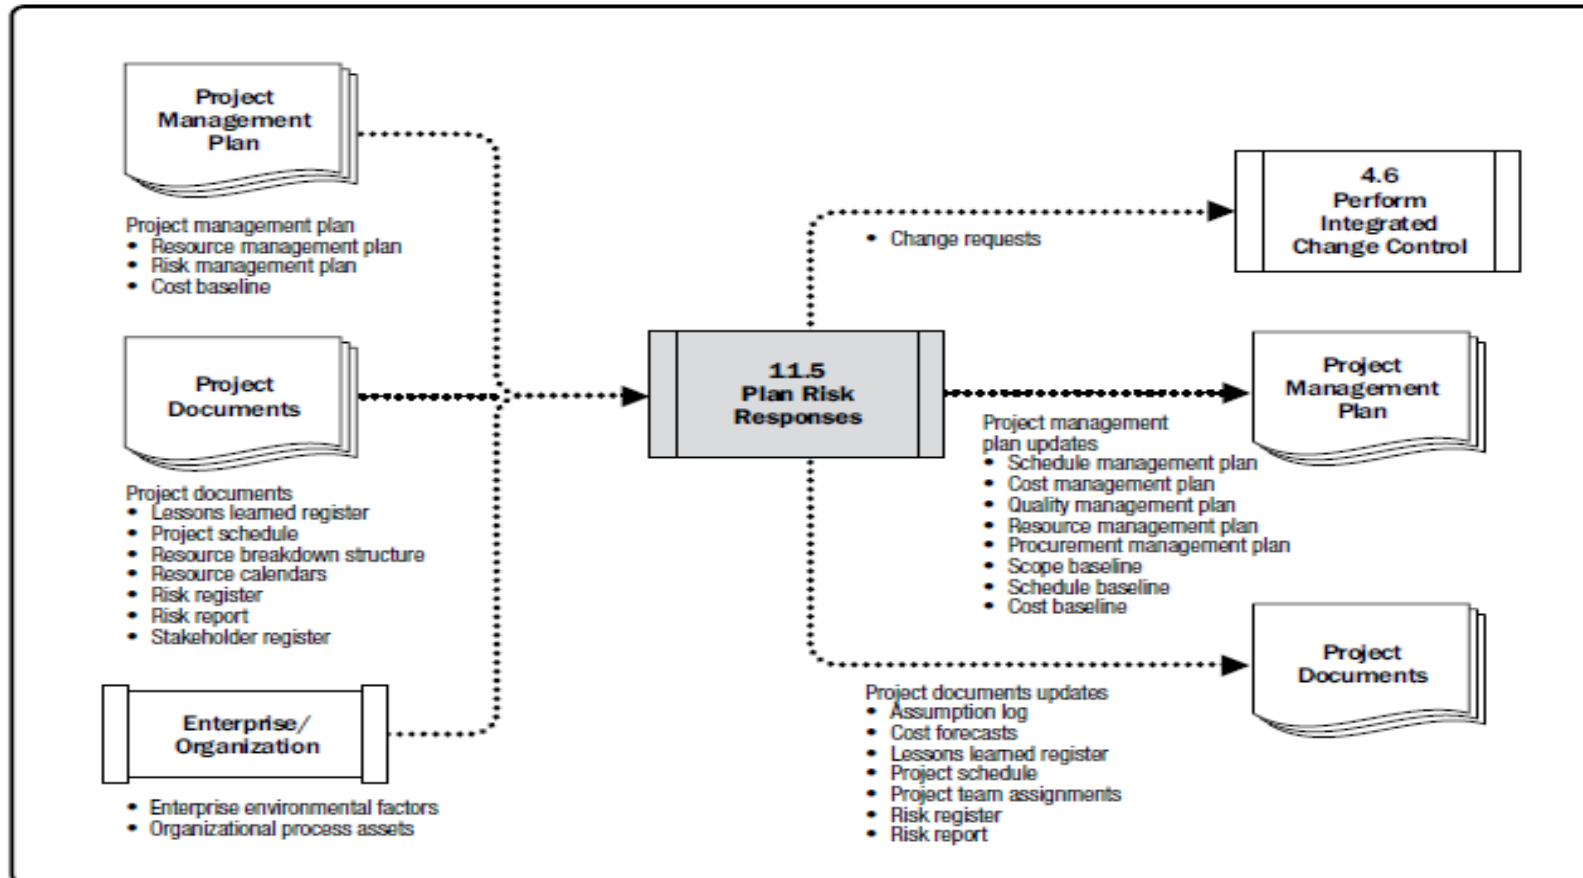 Project
Management
Plan
Project management plan
• Resource management plan
• Risk management plan
• Cost baseline
Project
Documents
Project documents
• Lessons learned register
• Project schedule
• Resource breakdown structure
• Resource calendars
• Risk register
• Risk report
• Stakeholder register
Enterprise/
Organization
• Enterprise environmental factors
• Organizational process assets
11.5
Plan Risk
Responses
• Change requests
4.6
Perform
Integrated
Change Control
Project
Management
Plan
Project management
plan updates
• Schedule management plan
• Cost management plan
• Quality management plan
• Resource management plan
• Procurement management plan
• Scope baseline
• Schedule baseline
• Cost baseline
Project
Documents
Project documents updates
• Assumption log
• Cost forecasts
• Lessons learned register
• Project schedule
• Project team assignments
• Risk register
• Risk report